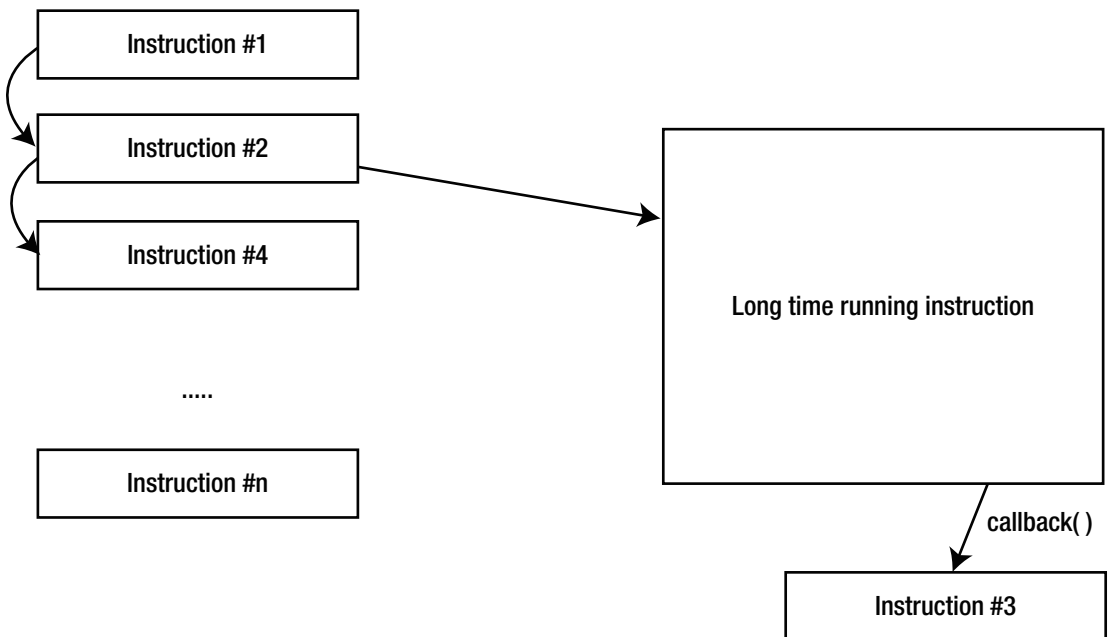 Instruction #1
Instruction #2
Instruction #4
Long time running instruction
.....
Instruction #n
callback( )
Instruction #3